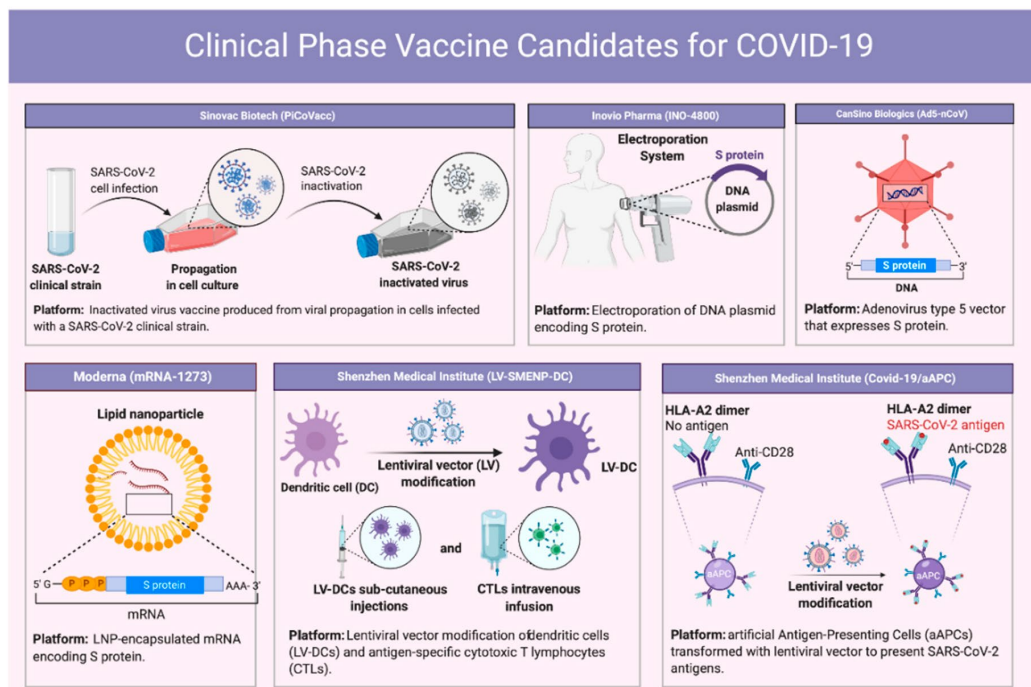 Clinical Phase Vaccine Candidates for COVID-19
Sinovac Biotech (PiCoVacc)
SARS-CoV-2
cell infection
SARS-CoV-2
inactivation
SARS-CoV-2
clinical strain
Propagation
in cell culture
SARS-CoV-2
inactivated virus
Platform: Inactivated virus vaccine produced from viral propagation in cells infected
with a SARS-CoV-2 clinical strain.
Inovio Pharma (INO-4800)
Electroporation
System
S protein
DNA
plasmid
Platform: Electroporation of DNA plasmid
encoding S protein.
CanSino Biologics (Ad5-nCoV)
5'
S protein
3'
DNA
Platform: Adenovirus type 5 vector
that expresses S protein.
Moderna (mRNA-1273)
Lipid nanoparticle
5' G
P P P
S protein
AAA- 3'
mRNA
Platform: LNP-encapsulated mRNA
encoding S protein.
Shenzhen Medical Institute (LV-SMENP-DC)
Dendritic cell (DC)
Lentiviral vector (LV)
modification
LV-DC
and
LV-DCs sub-cutaneous
injections
CTLs intravenous
infusion
Platform: Lentiviral vector modification ofdendritic cells
(LV-DCs) and antigen-specific cytotoxic T lymphocytes
(CTLs).
Shenzhen Medical Institute (Covid-19/aAPC)
HLA-A2 dimer
No antigen
Anti-CD28
HLA-A2 dimer
SARS-CoV-2 antigen
Anti-CD28
aAPC
Lentiviral vector
modification
aAPC
Platform: artificial Antigen-Presenting Cells (aAPCs)
transformed with lentiviral vector to present SARS-CoV-2
antigens.